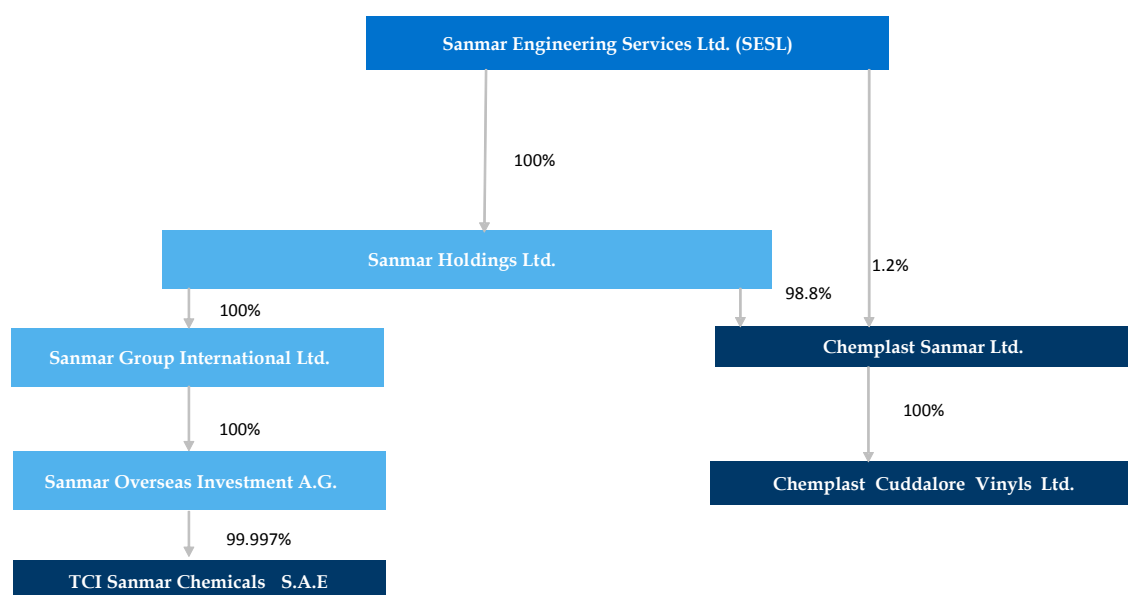 Sanmar Engineering Services Ltd. (SESL)
100%
Sanmar Holdings Ltd.
1.2%
98.8%
100%
Sanmar Group International Ltd.
Chemplast Sanmar Ltd.
100%
100%
Sanmar Overseas Investment A.G.
Chemplast Cuddalore Vinyls Ltd.
99.997%
TCI Sanmar Chemicals S.A.E